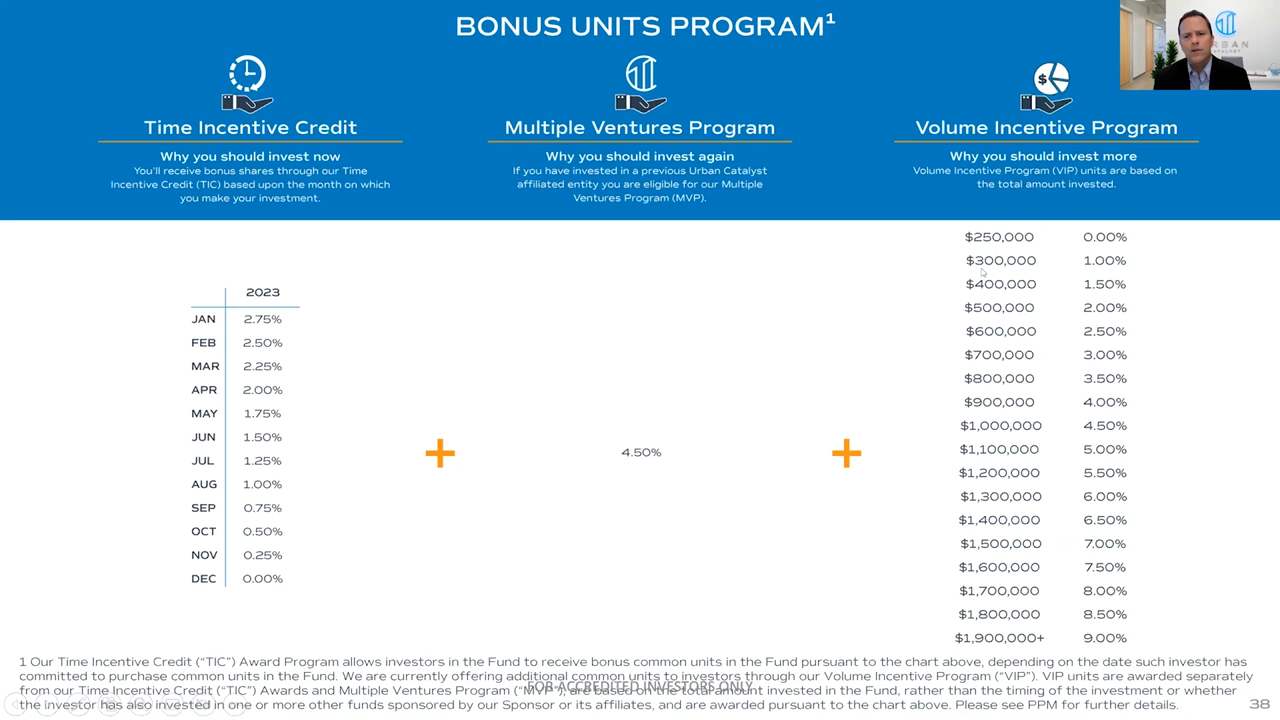 BONUS UNITS PROGRAM¹
Time Incentive Credit
Why you should invest now
You'll receive bonus shares through our Time
Incentive Credit (TIC) based upon the month on which
you make your investment.
Multiple Ventures Program
Why you should invest again
If you have invested in a previous Urban Catalyst
affiliated entity you are eligible for our Multiple
Ventures Program (MVP).
Volume Incentive Program
Why you should invest more
Volume Incentive Program (VIP) units are based on
the total amount invested.
2023
JAN 2.75%
FEB 2.50%
MAR 2.25%
APR 2.00%
MAY 1.75%
JUN 1.50%
JUL 1.25%
AUG 1.00%
SEP 0.75%
OCT 0.50%
NOV 0.25%
DEC 0.00%
+
4.50%
+
$250,000 0.00%
$300,000 1.00%
$400,000 1.50%
$500,000 2.00%
$600,000 2.50%
$700,000 3.00%
$800,000 3.50%
$900,000 4.00%
$1,000,000 4.50%
$1,100,000 5.00%
$1,200,000 5.50%
$1,300,000 6.00%
$1,400,000 6.50%
$1,500,000 7.00%
$1,600,000 7.50%
$1,700,000 8.00%
$1,800,000 8.50%
$1,900,000+ 9.00%
1 Our Time Incentive Credit ("TIC") Award Program allows investors in the Fund to receive bonus common units in the Fund pursuant to the chart above, depending on the date such investor has
committed to purchase common units in the Fund. We are currently offering additional common units to investors through our Volume Incentive Program ("VIP"). VIP units are awarded separately
from our Time Incentive Credit ("TIC") Awards and Multiple Ventures Program ("MVP"), are based on the total amount invested in the Fund, rather than the timing of the investment or whether
the investor has also invested in one or more other funds sponsored by our Sponsor or its affiliates, and are awarded pursuant to the chart above. Please see PPM for further details.
FOR ACCREDITED INVESTORS ONLY
38